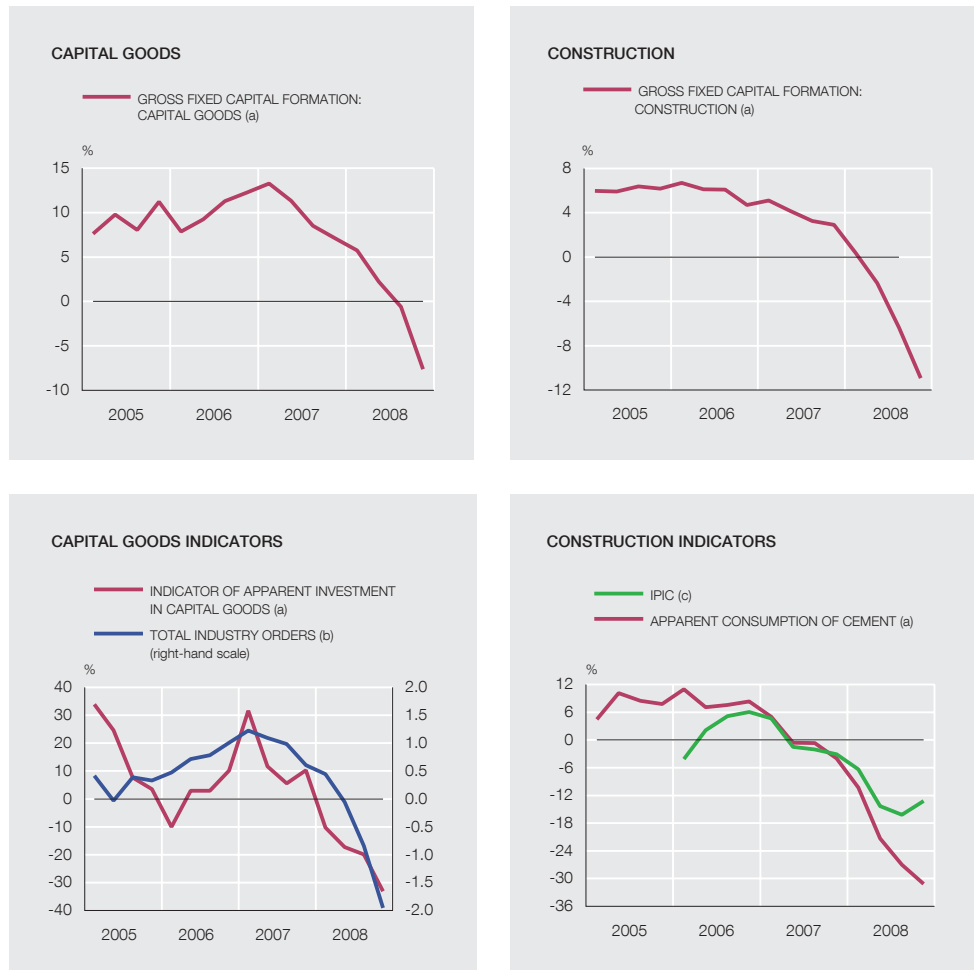 CAPITAL GOODS
GROSS FIXED CAPITAL FORMATION:
CAPITAL GOODS (a)
%
15
10
5
0
-5
-10
2005 2006 2007 2008
CONSTRUCTION
GROSS FIXED CAPITAL FORMATION:
CONSTRUCTION (a)
%
8
4
0
-4
-8
-12
2005 2006 2007 2008
CAPITAL GOODS INDICATORS
INDICATOR OF APPARENT INVESTMENT
IN CAPITAL GOODS (a)
TOTAL INDUSTRY ORDERS (b)
(right-hand scale)
%
40 2.0
30 1.5
20 1.0
10 0.5
0 0.0
-10 -0.5
-20 -1.0
-30 -1.5
-40 -2.0
2005 2006 2007 2008
CONSTRUCTION INDICATORS
IPIC (c)
APPARENT CONSUMPTION OF CEMENT (a)
%
12
6
0
-6
-12
-18
-24
-30
-36
2005 2006 2007 2008